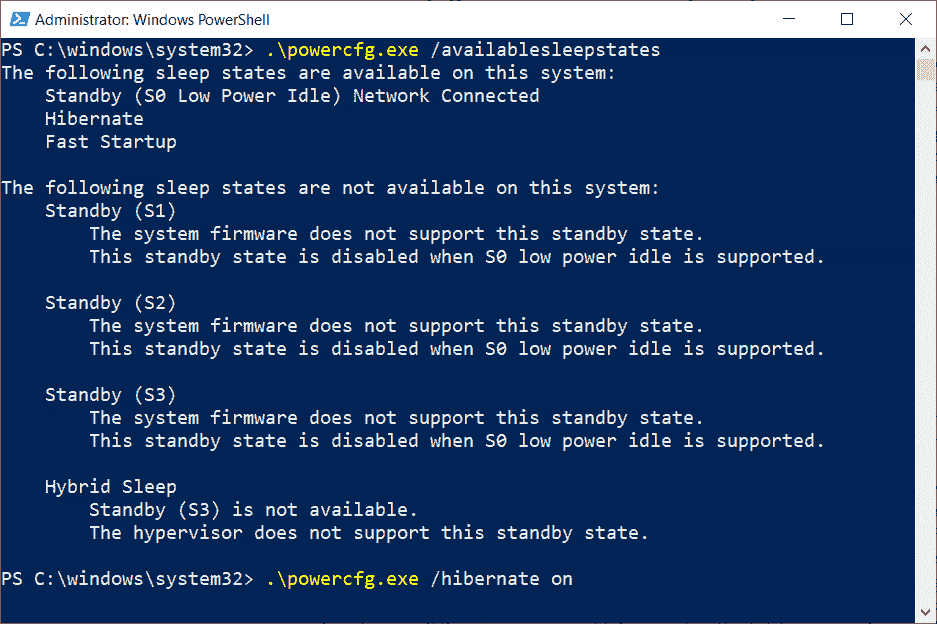 Administrator: Windows PowerShell
PS C:\windows\system32> .\powercfg.exe /availablesleepstates
The following sleep states are available on this system:
Standby (S0 Low Power Idle) Network Connected
Hibernate
Fast Startup
The following sleep states are not available on this system:
Standby (S1)
The system firmware does not support this standby state.
This standby state is disabled when S0 low power idle is supported.
Standby (S2)
The system firmware does not support this standby state.
This standby state is disabled when S0 low power idle is supported.
Standby (S3)
The system firmware does not support this standby state.
This standby state is disabled when S0 low power idle is supported.
Hybrid Sleep
Standby (S3) is not available.
The hypervisor does not support this standby state.
PS C:\windows\system32> .\powercfg.exe /hibernate on